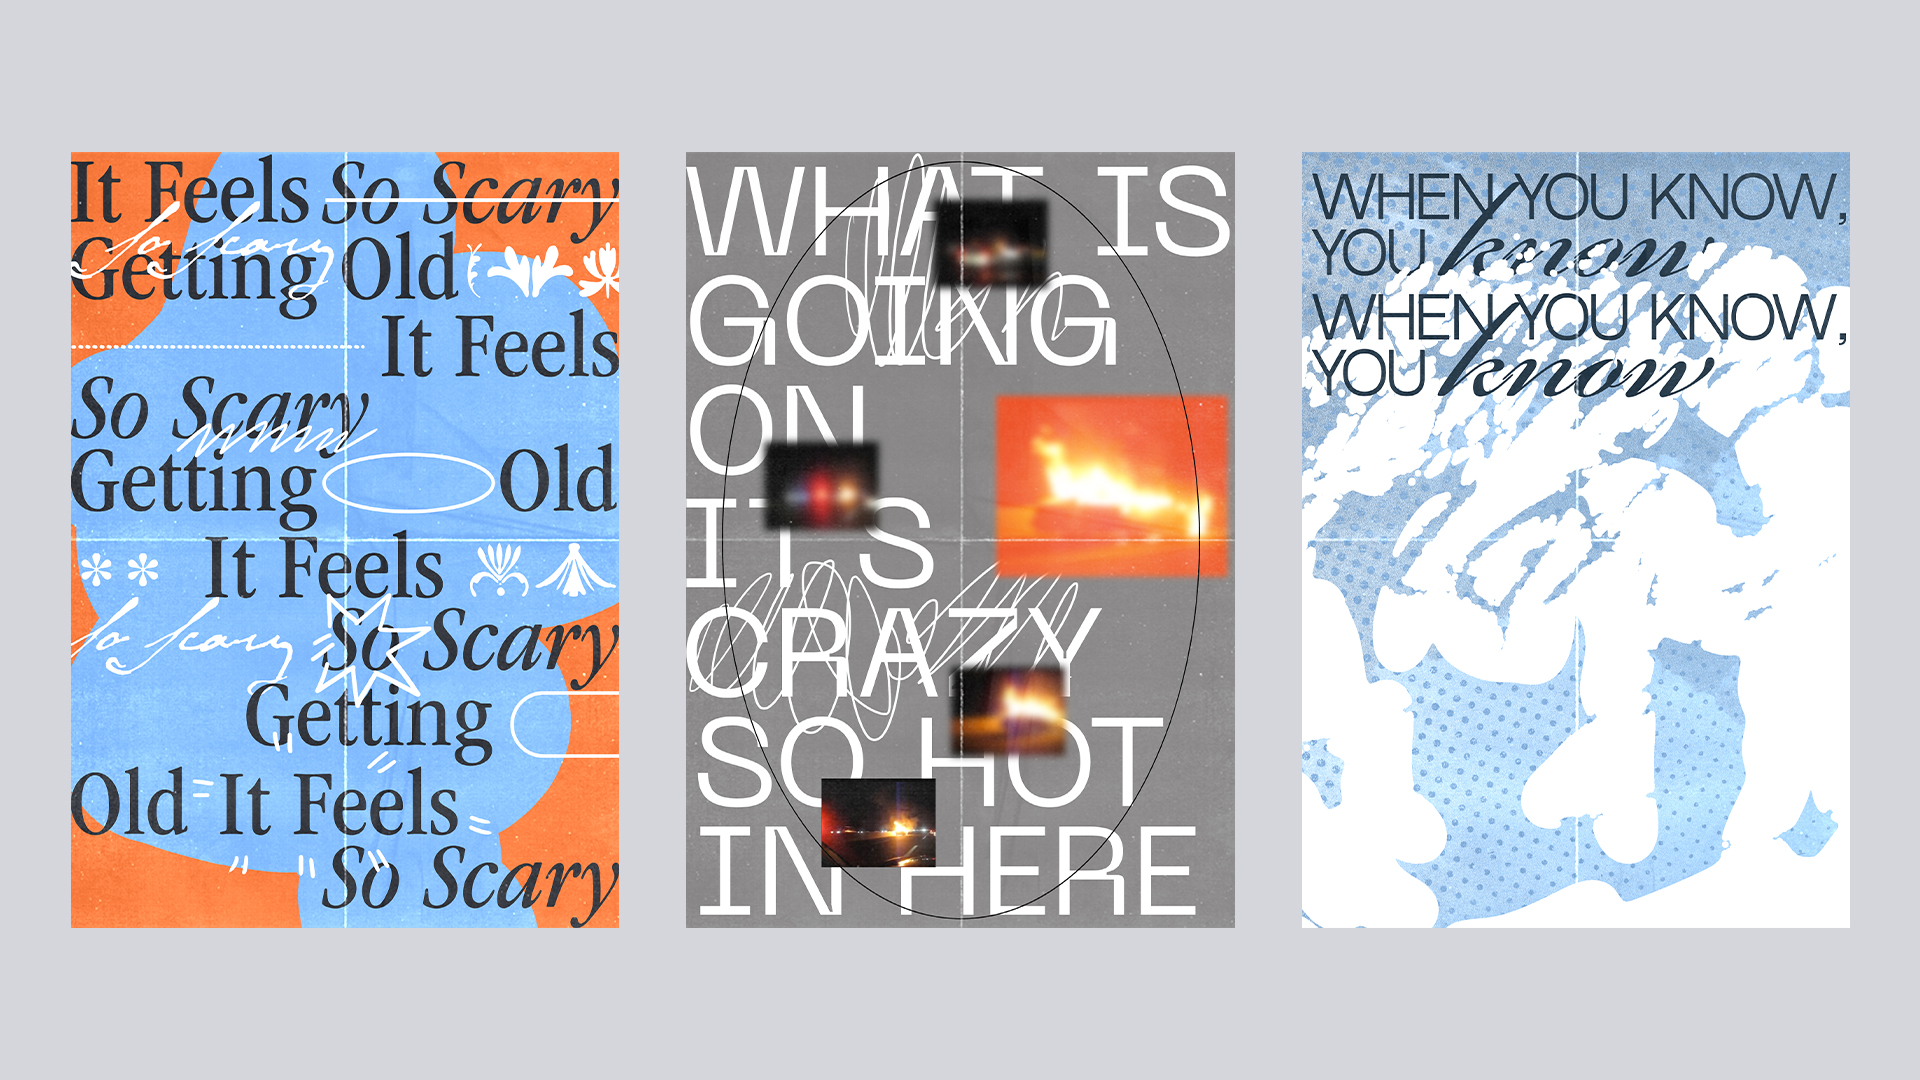 It Feels So Scary
So Scary
Getting Old
It Feels
So Scary
Getting Old
It Feels
So Scary
So Scary
Getting
Old It Feels
So Scary
WHAT IS
GOING
ON
IT'S
CRAZY
SO HOT
IN HERE
WHEN YOU KNOW,
YOU know
WHEN YOU KNOW,
YOU know